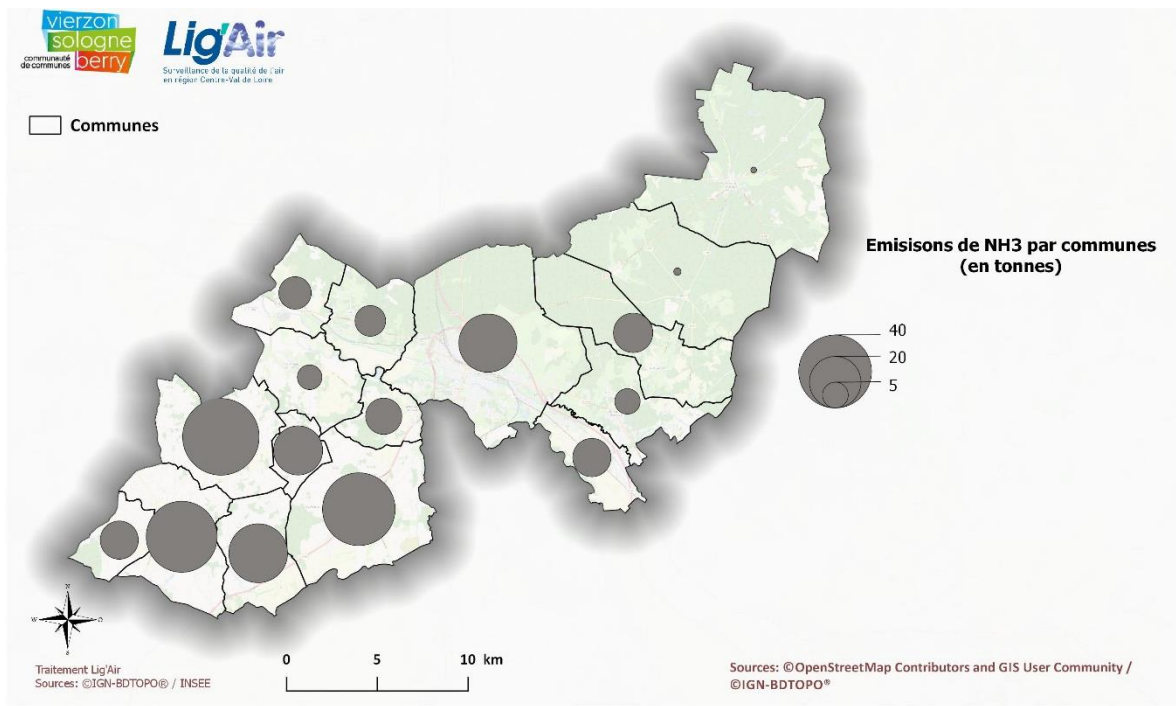 vierzon
sologne
communauté
de communes berry
Lig'Air
Surveillance de la qualité de l'air
en région Centre-Val de Loire
Communes
Emisisons de NH3 par communes
(en tonnes)
40
20
5
N
W
O
S
0 5 10 km
Traitement Lig'Air
Sources: ©IGN-BDTOPO® / INSEE
Sources: ©OpenStreetMap Contributors and GIS User Community /
©IGN-BDTOPO®